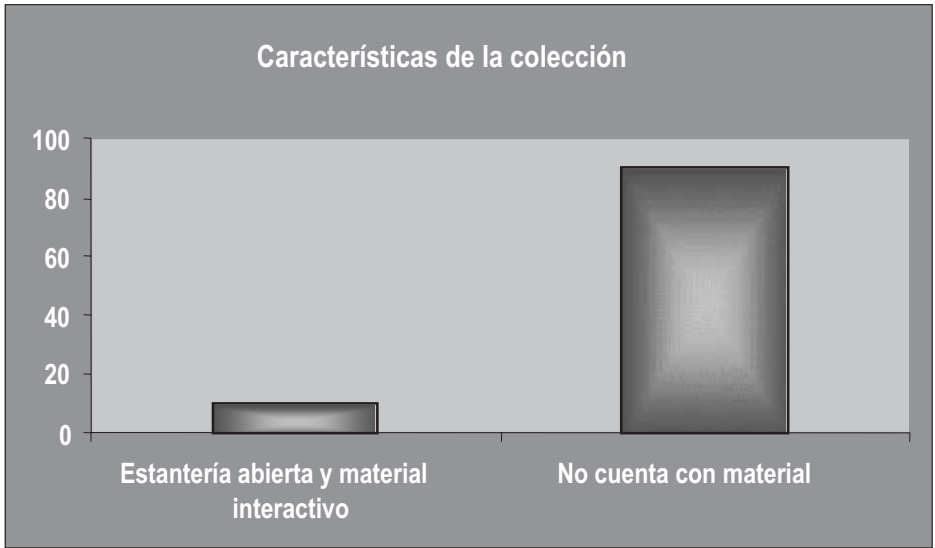 Características de la colección
100
80
60
40
20
0
Estantería abierta y material
interactivo
No cuenta con material